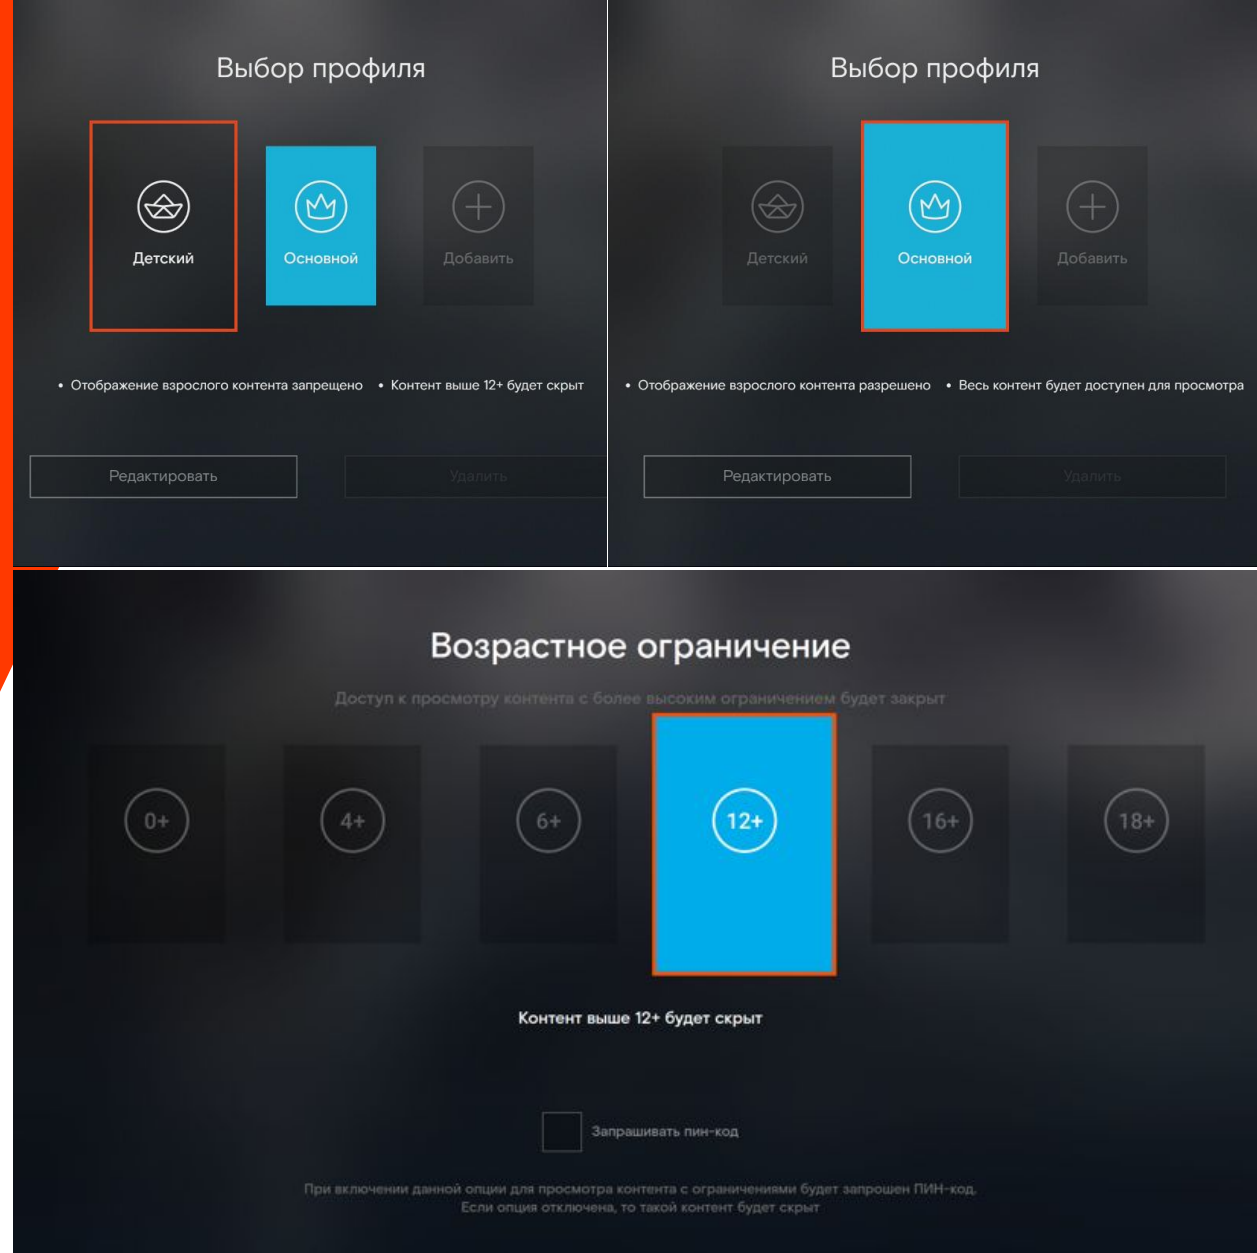 Выбор профиля
Детский
Основной
Добавить
• Отображение взрослого контента запрещено • Контент выше 12+ будет скрыт
Редактировать
Удалить
Выбор профиля
Детский
Основной
Добавить
• Отображение взрослого контента разрешено • Весь контент будет доступен для просмотра
Редактировать
Удалить
Возрастное ограничение
Доступ к просмотру контента с более высоким ограничением будет закрыт
0+
4+
6+
12+
16+
18+
Контент выше 12+ будет скрыт
Запрашивать пин-код
При включении данной опции для просмотра контента с ограничениями будет запрошен ПИН-код.
Если опция отключена, то такой контент будет скрыт